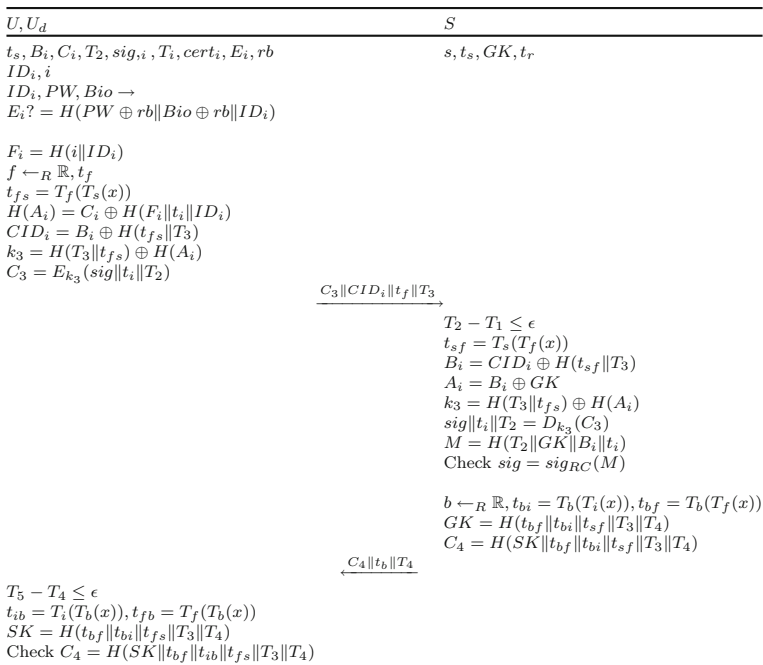 U, U_d S
t_s, B_i, C_i, T_2, sig,_i , T_i, cert_i, E_i, rb s, t_s, GK, t_r
ID_i, i
ID_i, PW, Bio →
E_i? = H(PW ⊕ rb‖Bio ⊕ rb‖ID_i)
F_i = H(i‖ID_i)
f ←_R ℝ, t_f
t_{fs} = T_f(T_s(x))
H(A_i) = C_i ⊕ H(F_i‖t_i‖ID_i)
CID_i = B_i ⊕ H(t_{fs}‖T_3)
k_3 = H(T_3‖t_{fs}) ⊕ H(A_i)
C_3 = E_{k_3}(sig‖t_i‖T_2)
C_3‖CID_i‖t_f‖T_3
T_2 − T_1 ≤ ϵ
t_{sf} = T_s(T_f(x))
B_i = CID_i ⊕ H(t_{sf}‖T_3)
A_i = B_i ⊕ GK
k_3 = H(T_3‖t_{fs}) ⊕ H(A_i)
sig‖t_i‖T_2 = D_{k_3}(C_3)
M = H(T_2‖GK‖B_i‖t_i)
Check sig = sig_{RC}(M)
b ←_R ℝ, t_{bi} = T_b(T_i(x)), t_{bf} = T_b(T_f(x))
GK = H(t_{bf}‖t_{bi}‖t_{sf}‖T_3‖T_4)
C_4 = H(SK‖t_{bf}‖t_{bi}‖t_{sf}‖T_3‖T_4)
C_4‖t_b‖T_4
T_5 − T_4 ≤ ϵ
t_{ib} = T_i(T_b(x)), t_{fb} = T_f(T_b(x))
SK = H(t_{bf}‖t_{bi}‖t_{fs}‖T_3‖T_4)
Check C_4 = H(SK‖t_{bf}‖t_{ib}‖t_{fs}‖T_3‖T_4)